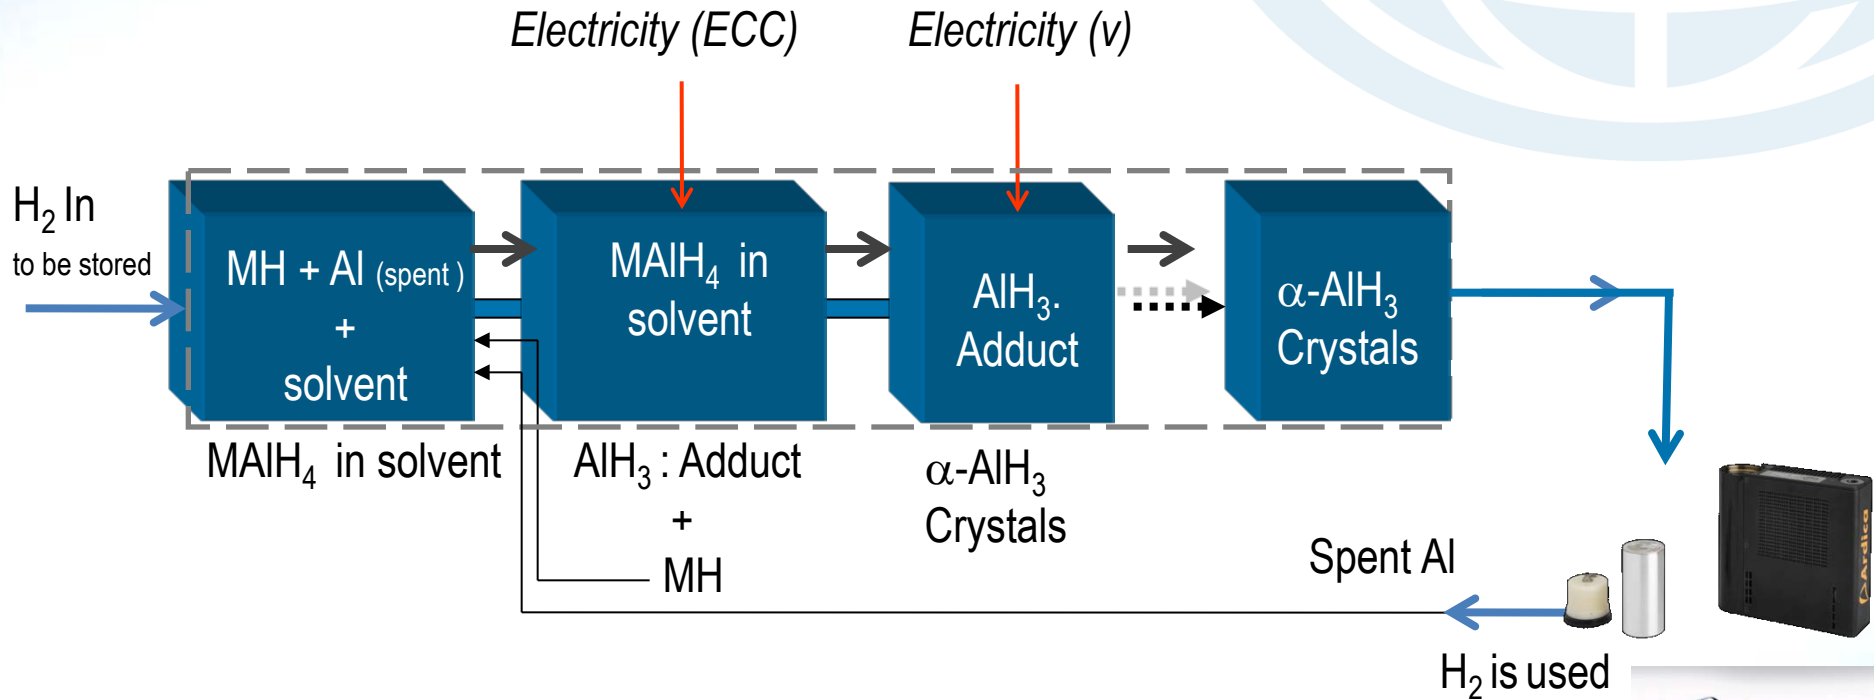 Electricity (ECC)
Electricity (v)
H₂ In
to be stored
MH + Al (spent )
+
solvent
MAlH₄ in
solvent
AlH₃.
Adduct
α-AlH₃
Crystals
MAlH₄ in solvent
AlH₃ : Adduct
+
MH
α-AlH₃
Crystals
Spent Al
Ardica
H₂ is used